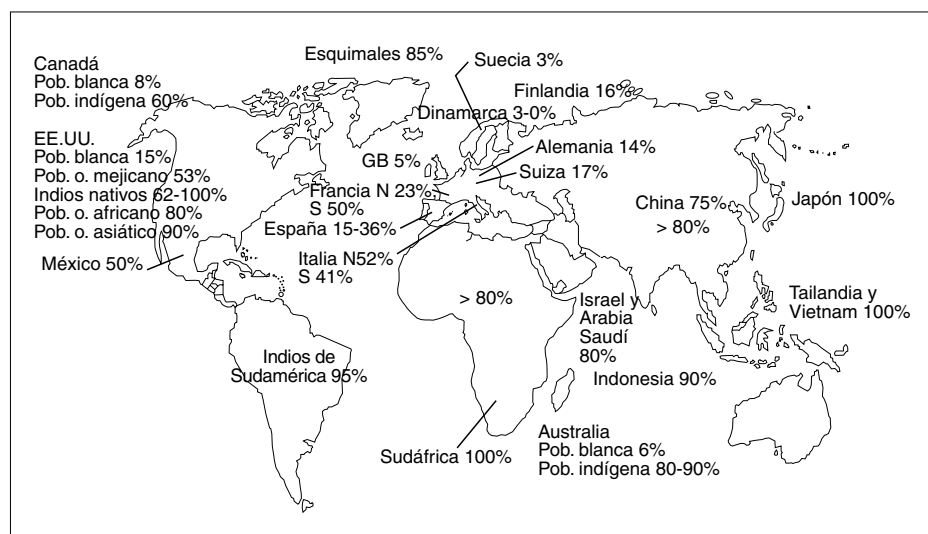 Esquimales 85%
Suecia 3%
Canadá
Pob. blanca 8%
Pob. indígena 60%
Finlandia 16%
Dinamarca 3-0%
EE.UU.
Pob. blanca 15%
Pob. o. mejicano 53%
Indios nativos 62-100%
Pob. o. africano 80%
Pob. o. asiático 90%
México 50%
GB 5%
Alemania 14%
Suiza 17%
Francia N 23%
S 50%
España 15-36%
Italia N52%
S 41%
China 75%
> 80%
Japón 100%
> 80%
Israel y
Arabia
Saudí
80%
Tailandia y
Vietnam 100%
Indios de
Sudamérica 95%
Indonesia 90%
Sudáfrica 100%
Australia
Pob. blanca 6%
Pob. indígena 80-90%